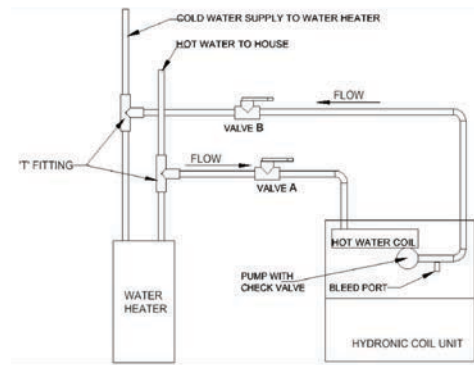 COLD WATER SUPPLY TO WATER HEATER
HOT WATER TO HOUSE
FLOW
VALVE B
'T' FITTING
FLOW
VALVE A
HOT WATER COIL
PUMP WITH
CHECK VALVE
BLEED PORT
WATER
HEATER
HYDRONIC COIL UNIT